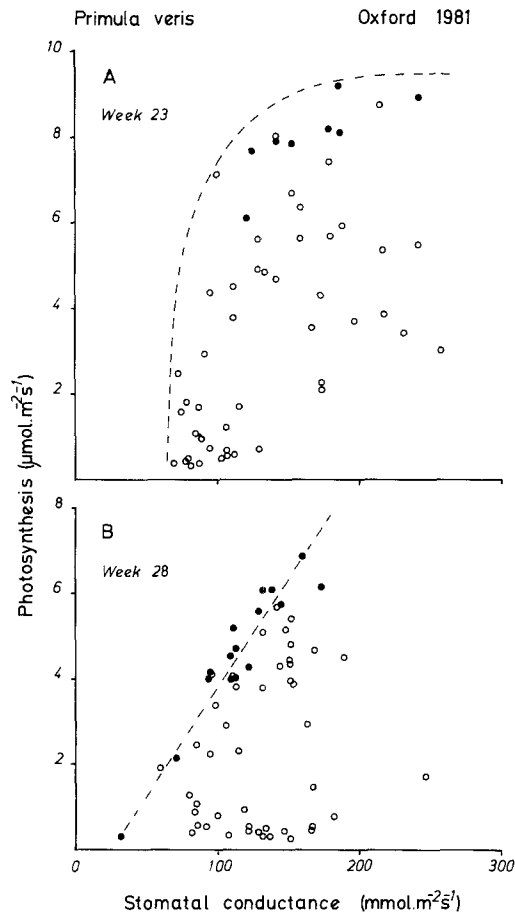 Primula veris Oxford 1981
10
A
Week 23
8
6
4
2
8
B
Week 28
6
4
2
0 100 200 300
Photosynthesis (μmol.m⁻²s⁻¹)
Stomatal conductance (mmol.m⁻²s⁻¹)